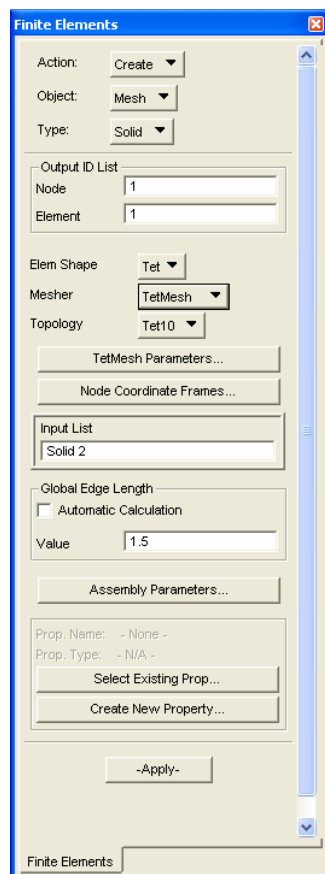 Finite Elements
Action: Create
Object: Mesh
Type: Solid
Output ID List
Node 1
Element 1
Elem Shape Tet
Mesher TetMesh
Topology Tet10
TetMesh Parameters...
Node Coordinate Frames...
Input List
Solid 2
Global Edge Length
Automatic Calculation
Value 1.5
Assembly Parameters...
Prop. Name: - None -
Prop. Type: - N/A -
Select Existing Prop...
Create New Property...
-Apply-
Finite Elements